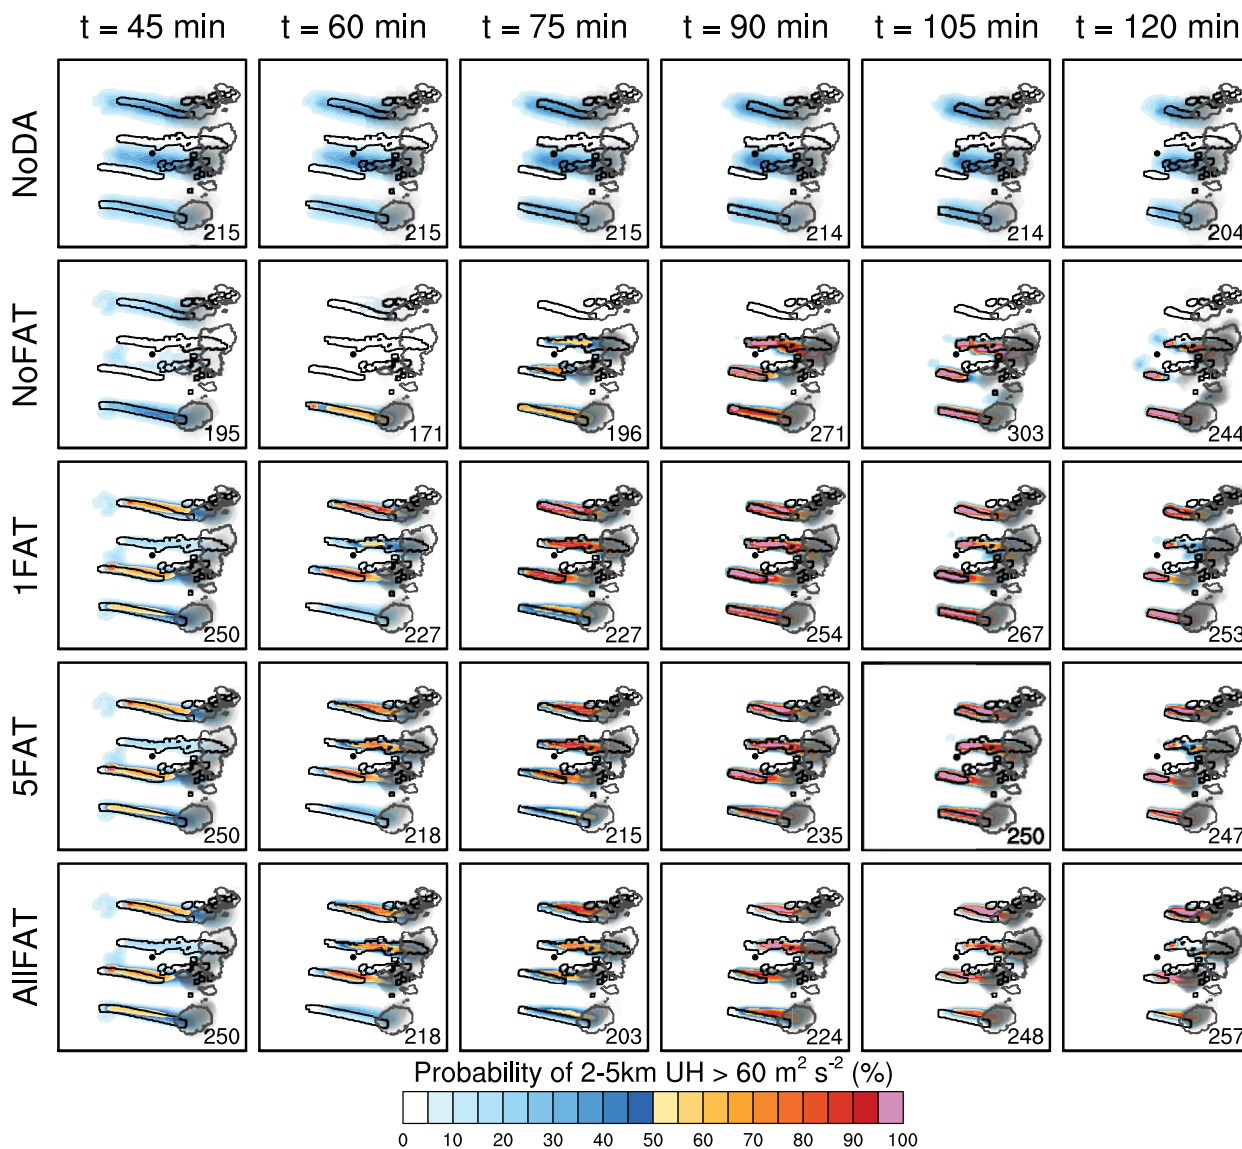 t = 45 min t = 60 min t = 75 min t = 90 min t = 105 min t = 120 min
NoDA
215 215 215 214 214 204
NoFAT
195 171 196 271 303 244
1FAT
250 227 227 254 267 253
5FAT
250 218 215 235 250 247
AllFAT
250 218 203 224 248 257
Probability of 2-5km UH > 60 m² s⁻² (%)
0 10 20 30 40 50 60 70 80 90 100